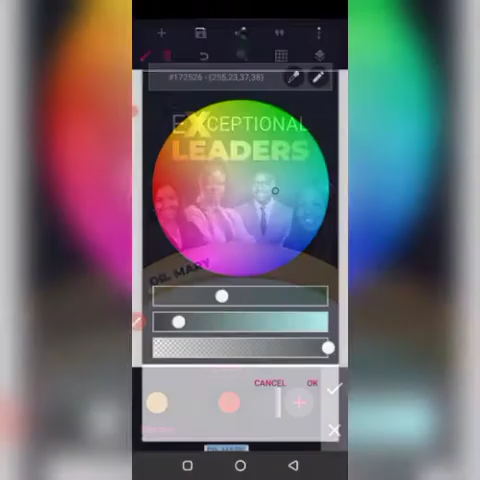 #172526 - (255,23,37,38)
EXCEPTIONAL
LEADERS
DR. MARY
CANCEL OK